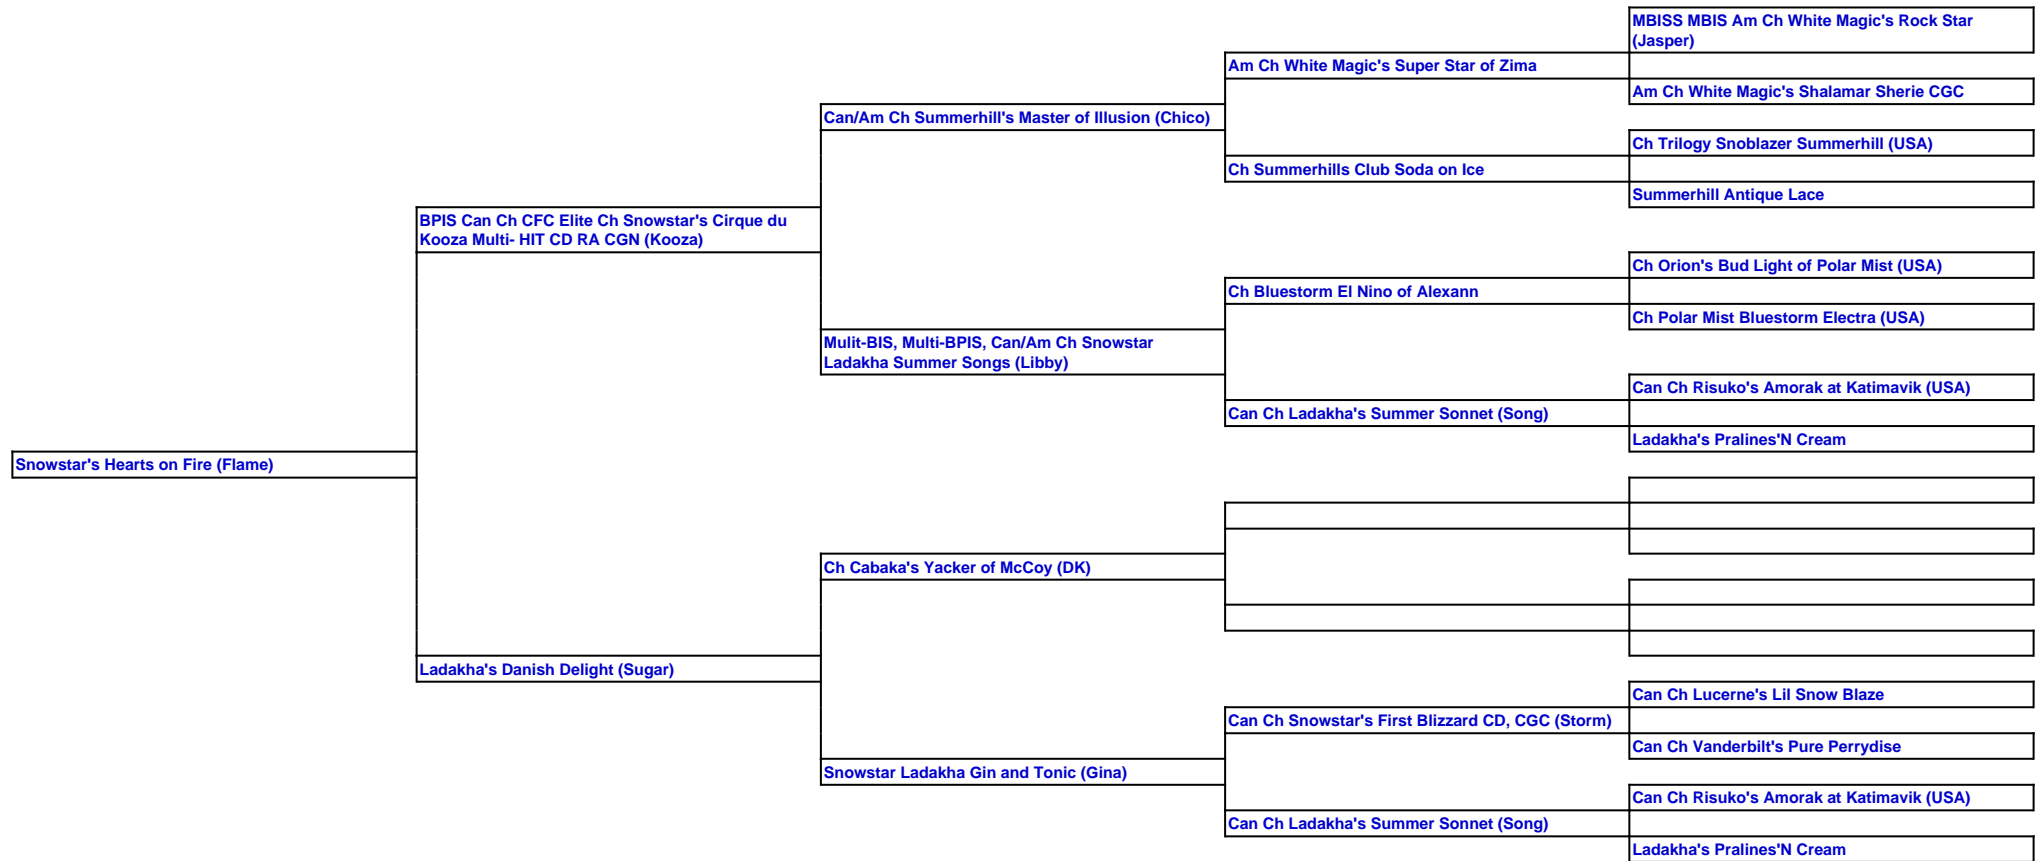 MBISS MBIS Am Ch White Magic's Rock Star
(Jasper)
Am Ch White Magic's Super Star of Zima
Am Ch White Magic's Shalamar Sherie CGC
Can/Am Ch Summerhill's Master of Illusion (Chico)
Ch Trilogy Snoblazer Summerhill (USA)
Ch Summerhills Club Soda on Ice
Summerhill Antique Lace
BPIS Can Ch CFC Elite Ch Snowstar's Cirque du
Kooza Multi- HIT CD RA CGN (Kooza)
Ch Orion's Bud Light of Polar Mist (USA)
Ch Bluestorm El Nino of Alexann
Ch Polar Mist Bluestorm Electra (USA)
Mulit-BIS, Multi-BPIS, Can/Am Ch Snowstar
Ladakha Summer Songs (Libby)
Can Ch Risuko's Amorak at Katimavik (USA)
Can Ch Ladakha's Summer Sonnet (Song)
Ladakha's Pralines'N Cream
Snowstar's Hearts on Fire (Flame)
Ch Cabaka's Yacker of McCoy (DK)
Ladakha's Danish Delight (Sugar)
Can Ch Lucerne's Lil Snow Blaze
Can Ch Snowstar's First Blizzard CD, CGC (Storm)
Can Ch Vanderbilt's Pure Perrydise
Snowstar Ladakha Gin and Tonic (Gina)
Can Ch Risuko's Amorak at Katimavik (USA)
Can Ch Ladakha's Summer Sonnet (Song)
Ladakha's Pralines'N Cream